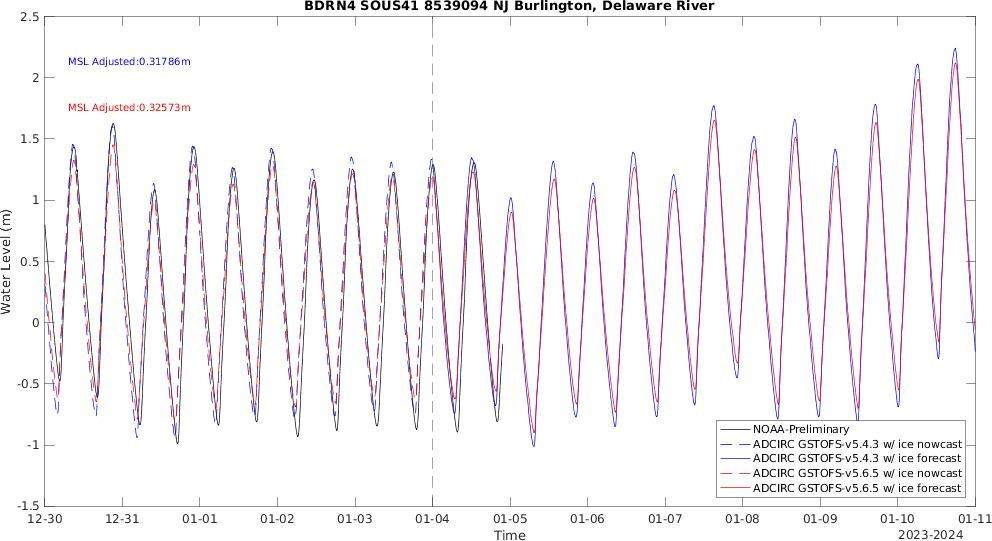 BDRN4 SOUS41 8539094 NJ Burlington, Delaware River
2.5
2
1.5
1
0.5
0
-0.5
-1
-1.5
Water Level (m)
MSL Adjusted:0.31786m
MSL Adjusted:0.32573m
NOAA-Preliminary
ADCIRC GSTOFS-v5.4.3 w/ ice nowcast
ADCIRC GSTOFS-v5.4.3 w/ ice forecast
ADCIRC GSTOFS-v5.6.5 w/ ice nowcast
ADCIRC GSTOFS-v5.6.5 w/ ice forecast
12-30 12-31 01-01 01-02 01-03 01-04 01-05 01-06 01-07 01-08 01-09 01-10 01-11
Time
2023-2024